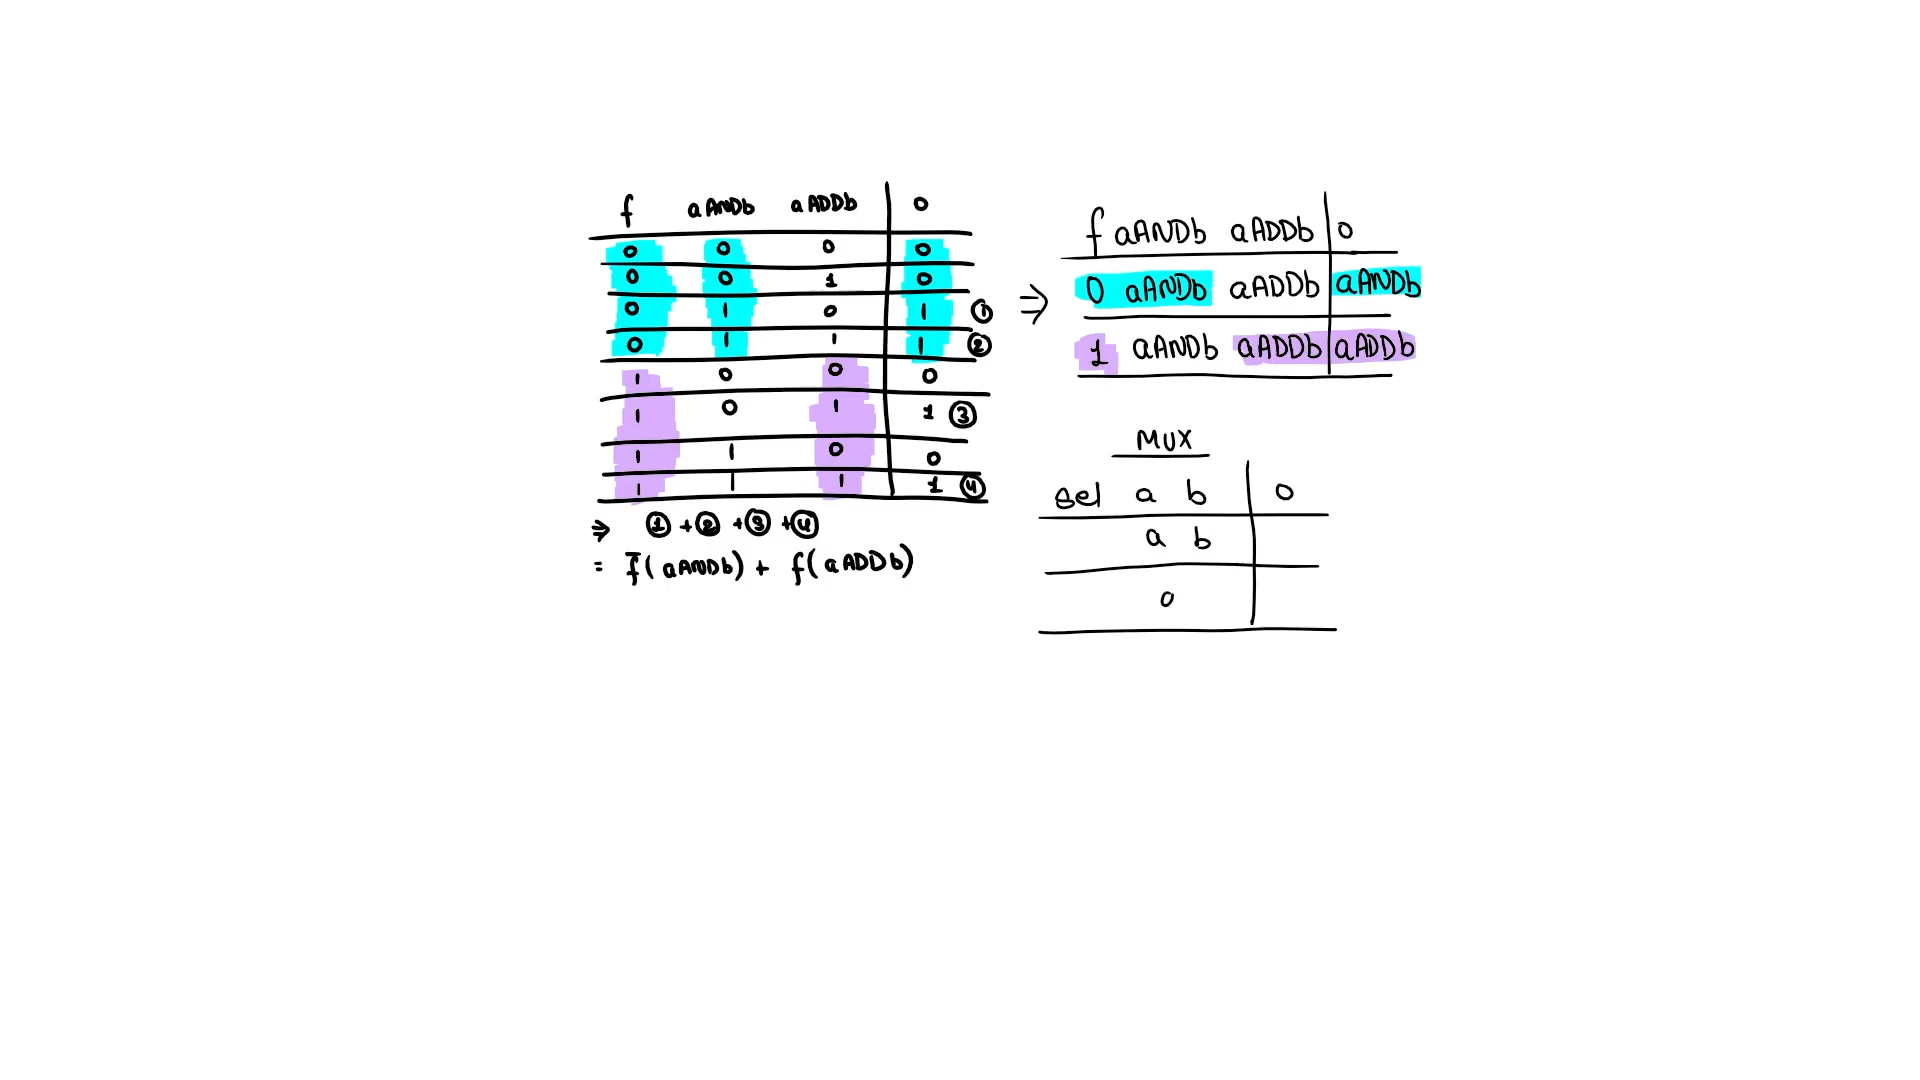 f aANDb aADDb O
0 0 0 0
0 0 1 0
0 1 0 1 ①
0 1 1 1 ②
1 0 0 0
1 0 1 1 ③
1 1 0 0
1 1 1 1 ④
⇒ ① + ② + ③ + ④
= f̅(aANDb) + f(aADDb)
⇒
f aANDb aADDb O
0 aANDb aADDb aANDb
1 aANDb aADDb aADDb
MUX
sel a b O
a b
0